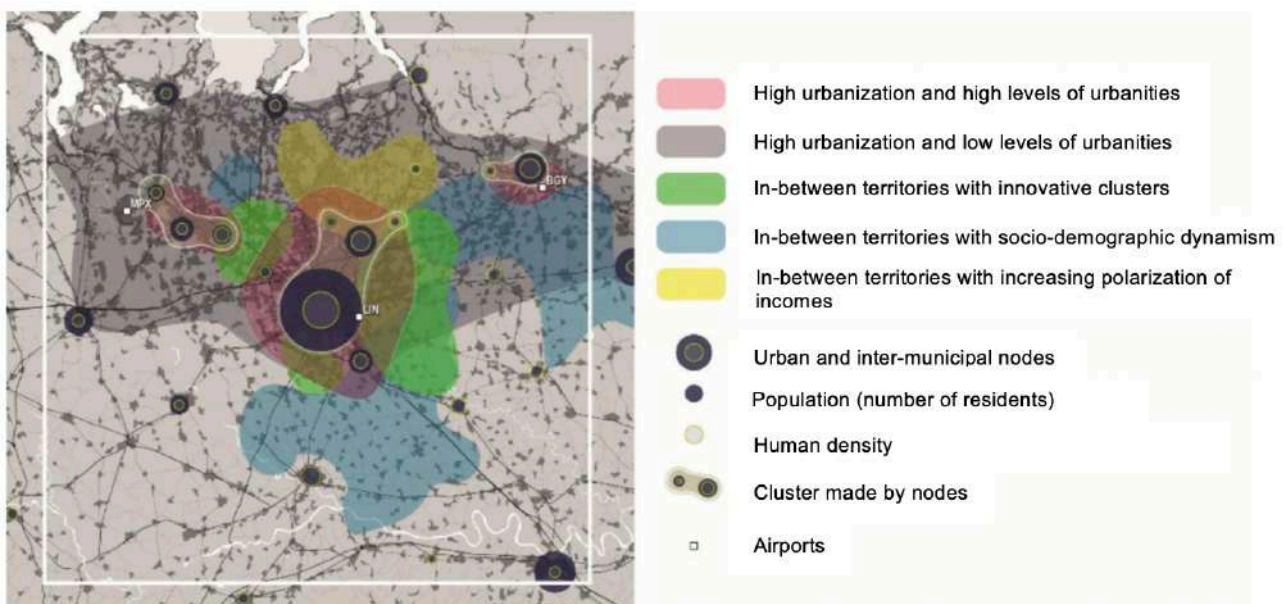 MPX
BGY
LIN
High urbanization and high levels of urbanities
High urbanization and low levels of urbanities
In-between territories with innovative clusters
In-between territories with socio-demographic dynamism
In-between territories with increasing polarization of
incomes
Urban and inter-municipal nodes
Population (number of residents)
Human density
Cluster made by nodes
Airports